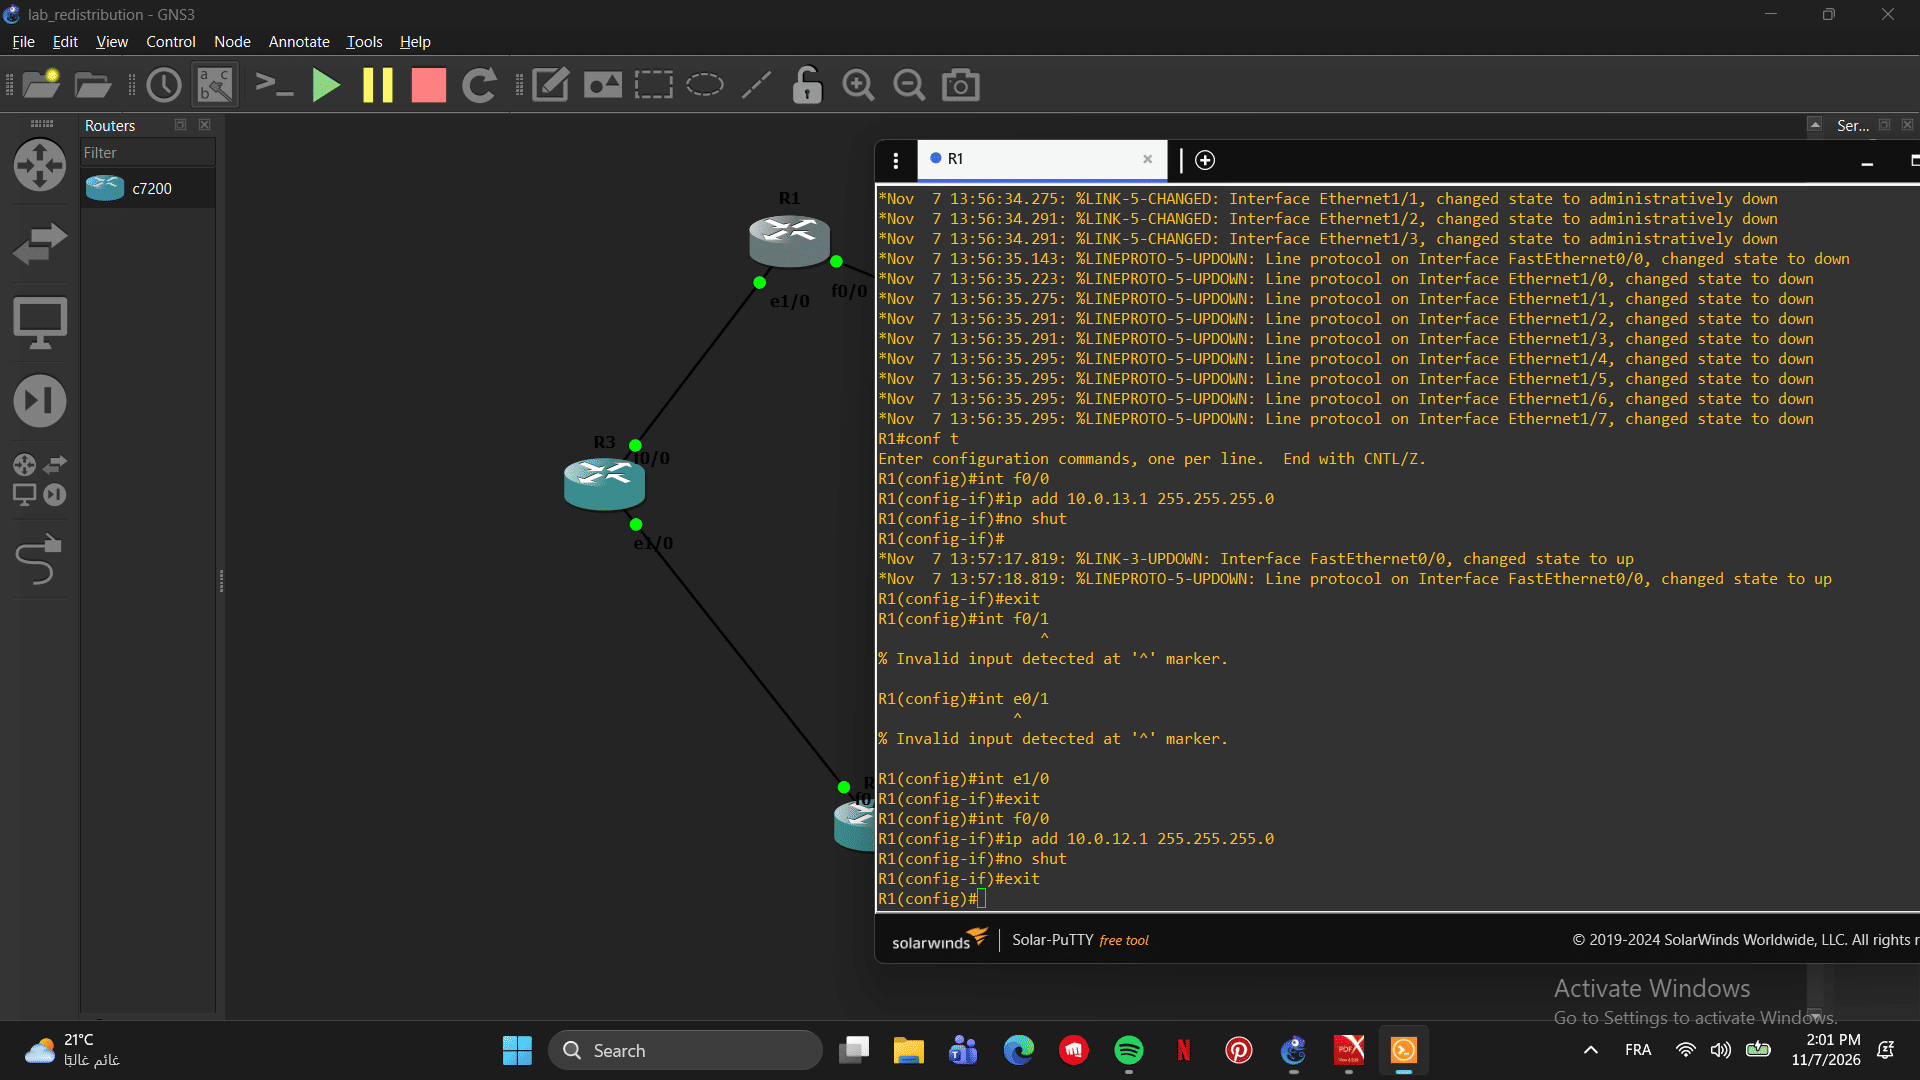 lab_redistribution - GNS3
File Edit View Control Node Annotate Tools Help
Routers
Ser...
Filter
c7200
R1
e1/0
f0/0
R3
f0/0
e1/0
R1
*Nov  7 13:56:34.275: %LINK-5-CHANGED: Interface Ethernet1/1, changed state to administratively down
*Nov  7 13:56:34.291: %LINK-5-CHANGED: Interface Ethernet1/2, changed state to administratively down
*Nov  7 13:56:34.291: %LINK-5-CHANGED: Interface Ethernet1/3, changed state to administratively down
*Nov  7 13:56:35.143: %LINEPROTO-5-UPDOWN: Line protocol on Interface FastEthernet0/0, changed state to down
*Nov  7 13:56:35.223: %LINEPROTO-5-UPDOWN: Line protocol on Interface Ethernet1/0, changed state to down
*Nov  7 13:56:35.275: %LINEPROTO-5-UPDOWN: Line protocol on Interface Ethernet1/1, changed state to down
*Nov  7 13:56:35.291: %LINEPROTO-5-UPDOWN: Line protocol on Interface Ethernet1/2, changed state to down
*Nov  7 13:56:35.291: %LINEPROTO-5-UPDOWN: Line protocol on Interface Ethernet1/3, changed state to down
*Nov  7 13:56:35.295: %LINEPROTO-5-UPDOWN: Line protocol on Interface Ethernet1/4, changed state to down
*Nov  7 13:56:35.295: %LINEPROTO-5-UPDOWN: Line protocol on Interface Ethernet1/5, changed state to down
*Nov  7 13:56:35.295: %LINEPROTO-5-UPDOWN: Line protocol on Interface Ethernet1/6, changed state to down
*Nov  7 13:56:35.295: %LINEPROTO-5-UPDOWN: Line protocol on Interface Ethernet1/7, changed state to down
R1#conf t
Enter configuration commands, one per line.  End with CNTL/Z.
R1(config)#int f0/0
R1(config-if)#ip add 10.0.13.1 255.255.255.0
R1(config-if)#no shut
R1(config-if)#
*Nov  7 13:57:17.819: %LINK-3-UPDOWN: Interface FastEthernet0/0, changed state to up
*Nov  7 13:57:18.819: %LINEPROTO-5-UPDOWN: Line protocol on Interface FastEthernet0/0, changed state to up
R1(config-if)#exit
R1(config)#int f0/1
^
% Invalid input detected at '^' marker.
R1(config)#int e0/1
^
% Invalid input detected at '^' marker.
R1(config)#int e1/0
R1(config-if)#exit
R1(config)#int f0/0
R1(config-if)#ip add 10.0.12.1 255.255.255.0
R1(config-if)#no shut
R1(config-if)#exit
R1(config)#
solarwinds Solar-PuTTY free tool
© 2019-2024 SolarWinds Worldwide, LLC. All rights r
Activate Windows
Go to Settings to activate Windows.
21°C
غائم غالبًا
Search
FRA
2:01 PM
11/7/2026